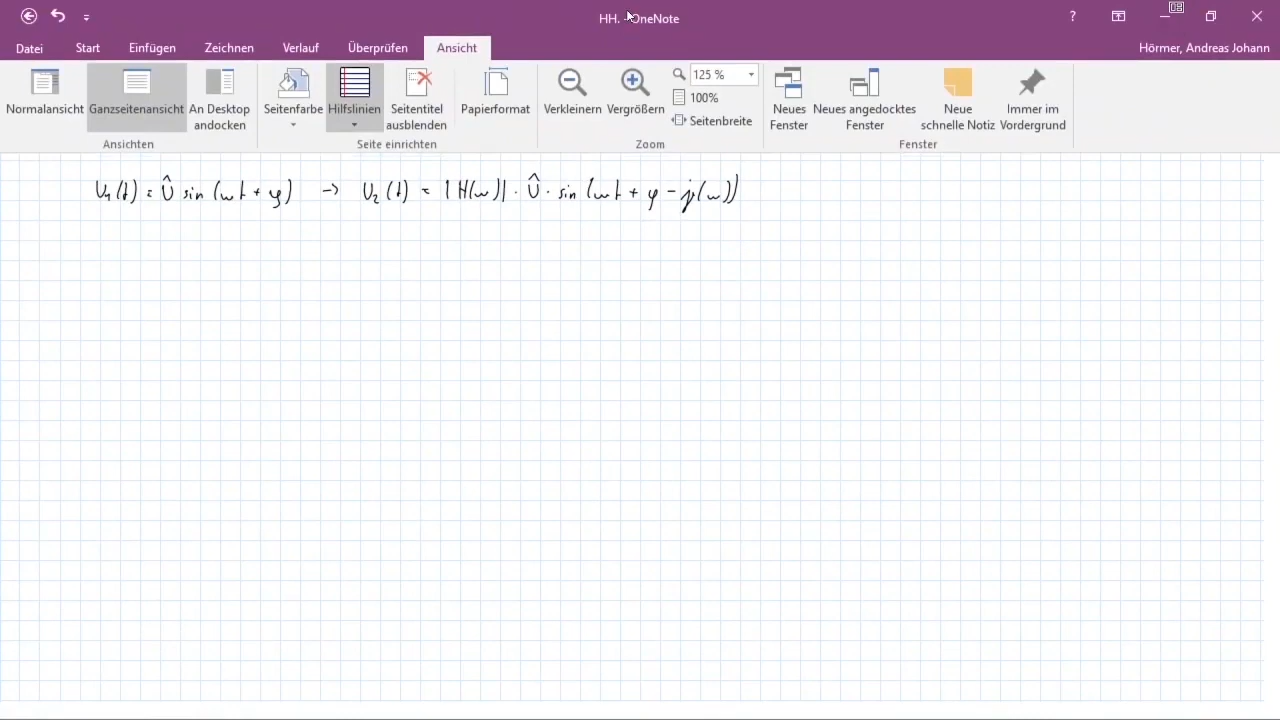 HH. - OneNote
?
Datei Start Einfügen Zeichnen Verlauf Überprüfen Ansicht Hörmer, Andreas Johann
Normalansicht Ganzseitenansicht An Desktop andocken
Ansichten
Seitenfarbe Hilfslinien Seitentitel ausblenden Papierformat
Seite einrichten
Verkleinern Vergrößern 125 %
100%
Seitenbreite
Zoom
Neues Fenster Neues angedocktes Fenster Neue schnelle Notiz Immer im Vordergrund
Fenster
U₁(t) = Û sin(ωt + φ) → U₂(t) = |H(ω)| · Û · sin(ωt + φ - j(ω))